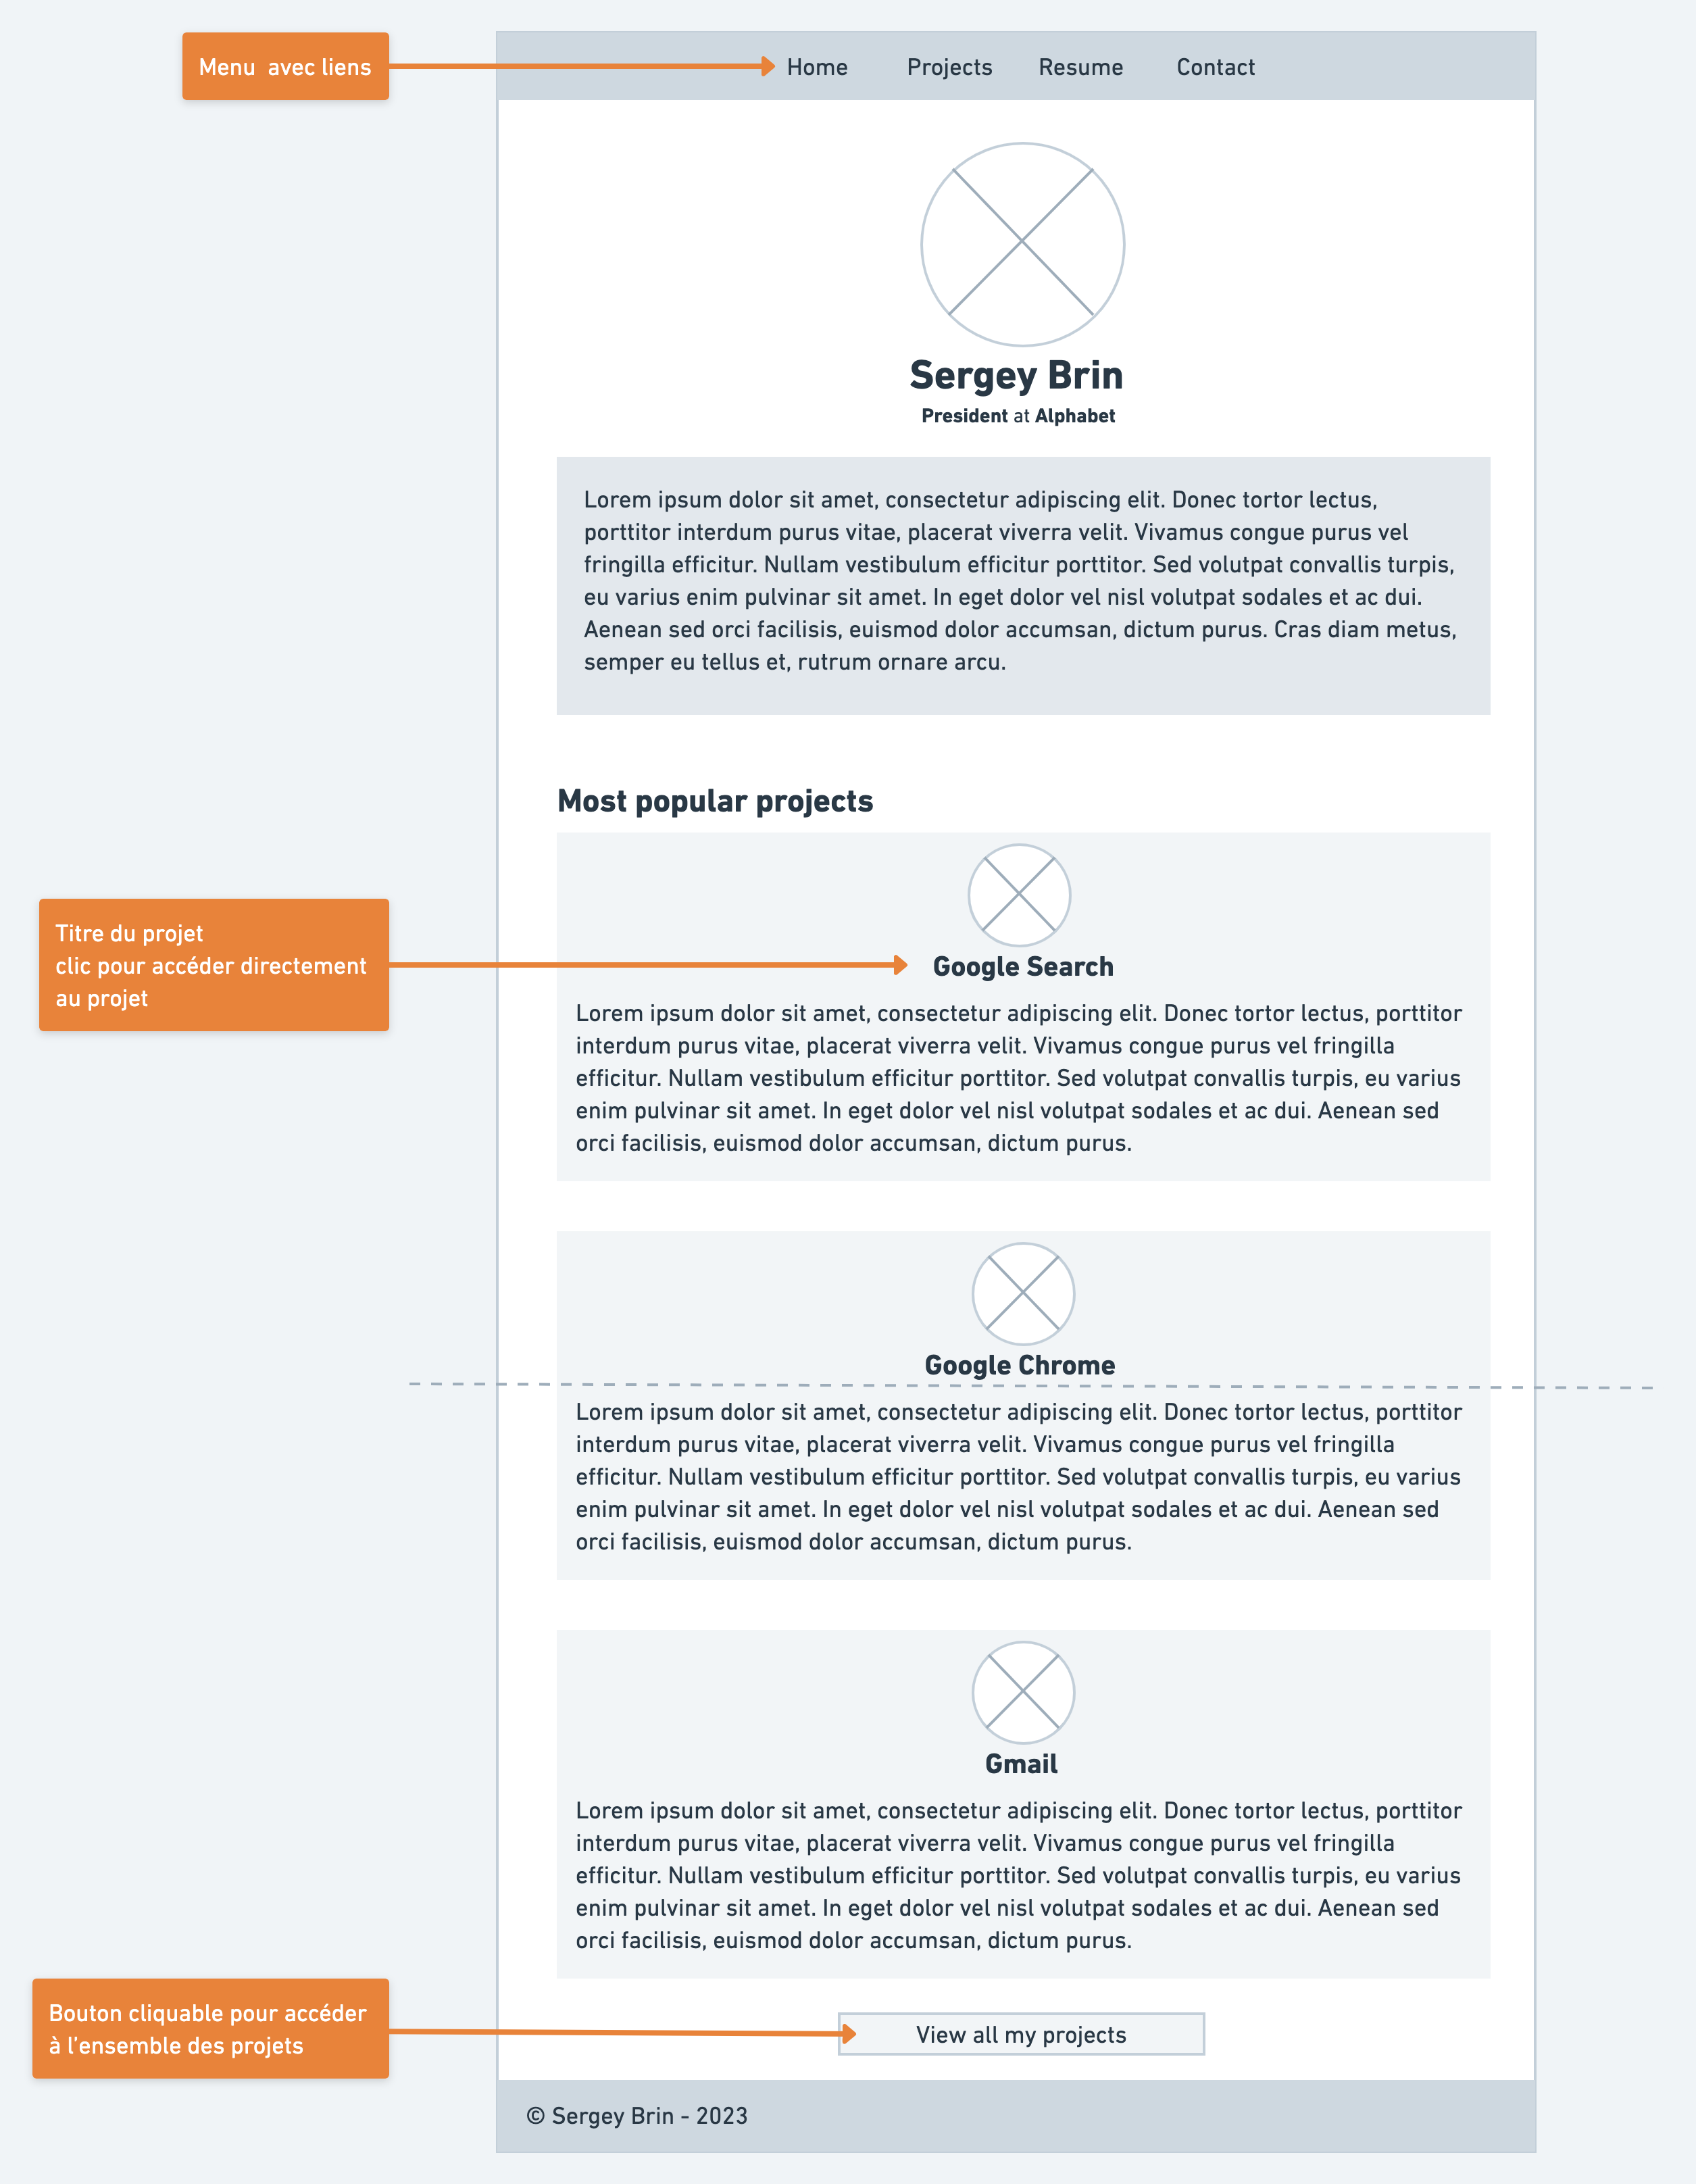 Menu  avec liens
Home Projects Resume Contact
Sergey Brin
President at Alphabet
Lorem ipsum dolor sit amet, consectetur adipiscing elit. Donec tortor lectus,
porttitor interdum purus vitae, placerat viverra velit. Vivamus congue purus vel
fringilla efficitur. Nullam vestibulum efficitur porttitor. Sed volutpat convallis turpis,
eu varius enim pulvinar sit amet. In eget dolor vel nisl volutpat sodales et ac dui.
Aenean sed orci facilisis, euismod dolor accumsan, dictum purus. Cras diam metus,
semper eu tellus et, rutrum ornare arcu.
Most popular projects
Titre du projet
clic pour accéder directement
au projet
Google Search
Lorem ipsum dolor sit amet, consectetur adipiscing elit. Donec tortor lectus, porttitor
interdum purus vitae, placerat viverra velit. Vivamus congue purus vel fringilla
efficitur. Nullam vestibulum efficitur porttitor. Sed volutpat convallis turpis, eu varius
enim pulvinar sit amet. In eget dolor vel nisl volutpat sodales et ac dui. Aenean sed
orci facilisis, euismod dolor accumsan, dictum purus.
Google Chrome
Lorem ipsum dolor sit amet, consectetur adipiscing elit. Donec tortor lectus, porttitor
interdum purus vitae, placerat viverra velit. Vivamus congue purus vel fringilla
efficitur. Nullam vestibulum efficitur porttitor. Sed volutpat convallis turpis, eu varius
enim pulvinar sit amet. In eget dolor vel nisl volutpat sodales et ac dui. Aenean sed
orci facilisis, euismod dolor accumsan, dictum purus.
Gmail
Lorem ipsum dolor sit amet, consectetur adipiscing elit. Donec tortor lectus, porttitor
interdum purus vitae, placerat viverra velit. Vivamus congue purus vel fringilla
efficitur. Nullam vestibulum efficitur porttitor. Sed volutpat convallis turpis, eu varius
enim pulvinar sit amet. In eget dolor vel nisl volutpat sodales et ac dui. Aenean sed
orci facilisis, euismod dolor accumsan, dictum purus.
Bouton cliquable pour accéder
à l'ensemble des projets
View all my projects
© Sergey Brin - 2023